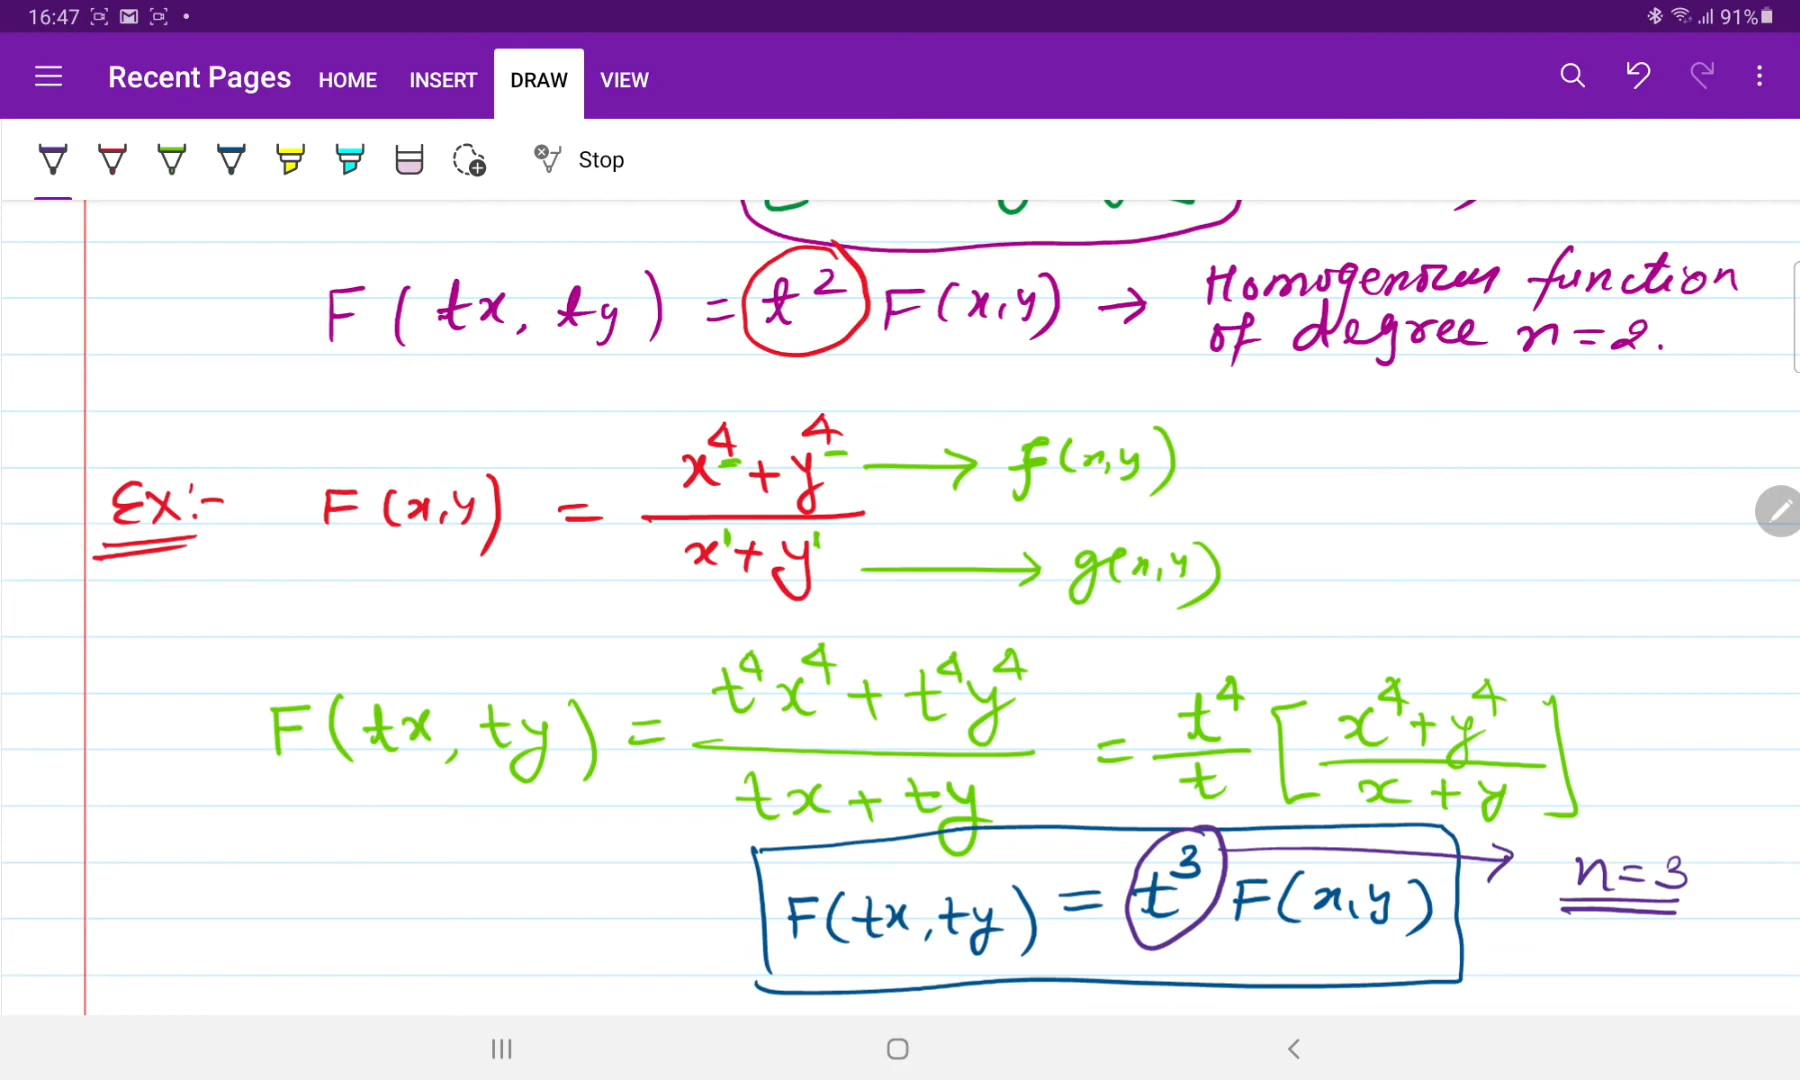 16:47 91%
Recent Pages HOME INSERT DRAW VIEW
Stop
F(tx, ty) = t² F(x,y) → Homogenous function
of degree n=2.
Ex:- F(x,y) = x⁴+y⁴ / x¹+y¹
→ f(x,y)
→ g(x,y)
F(tx, ty) = t⁴x⁴ + t⁴y⁴ / tx + ty = t⁴/t [x⁴+y⁴ / x+y]
F(tx,ty) = t³ F(x,y) → n=3